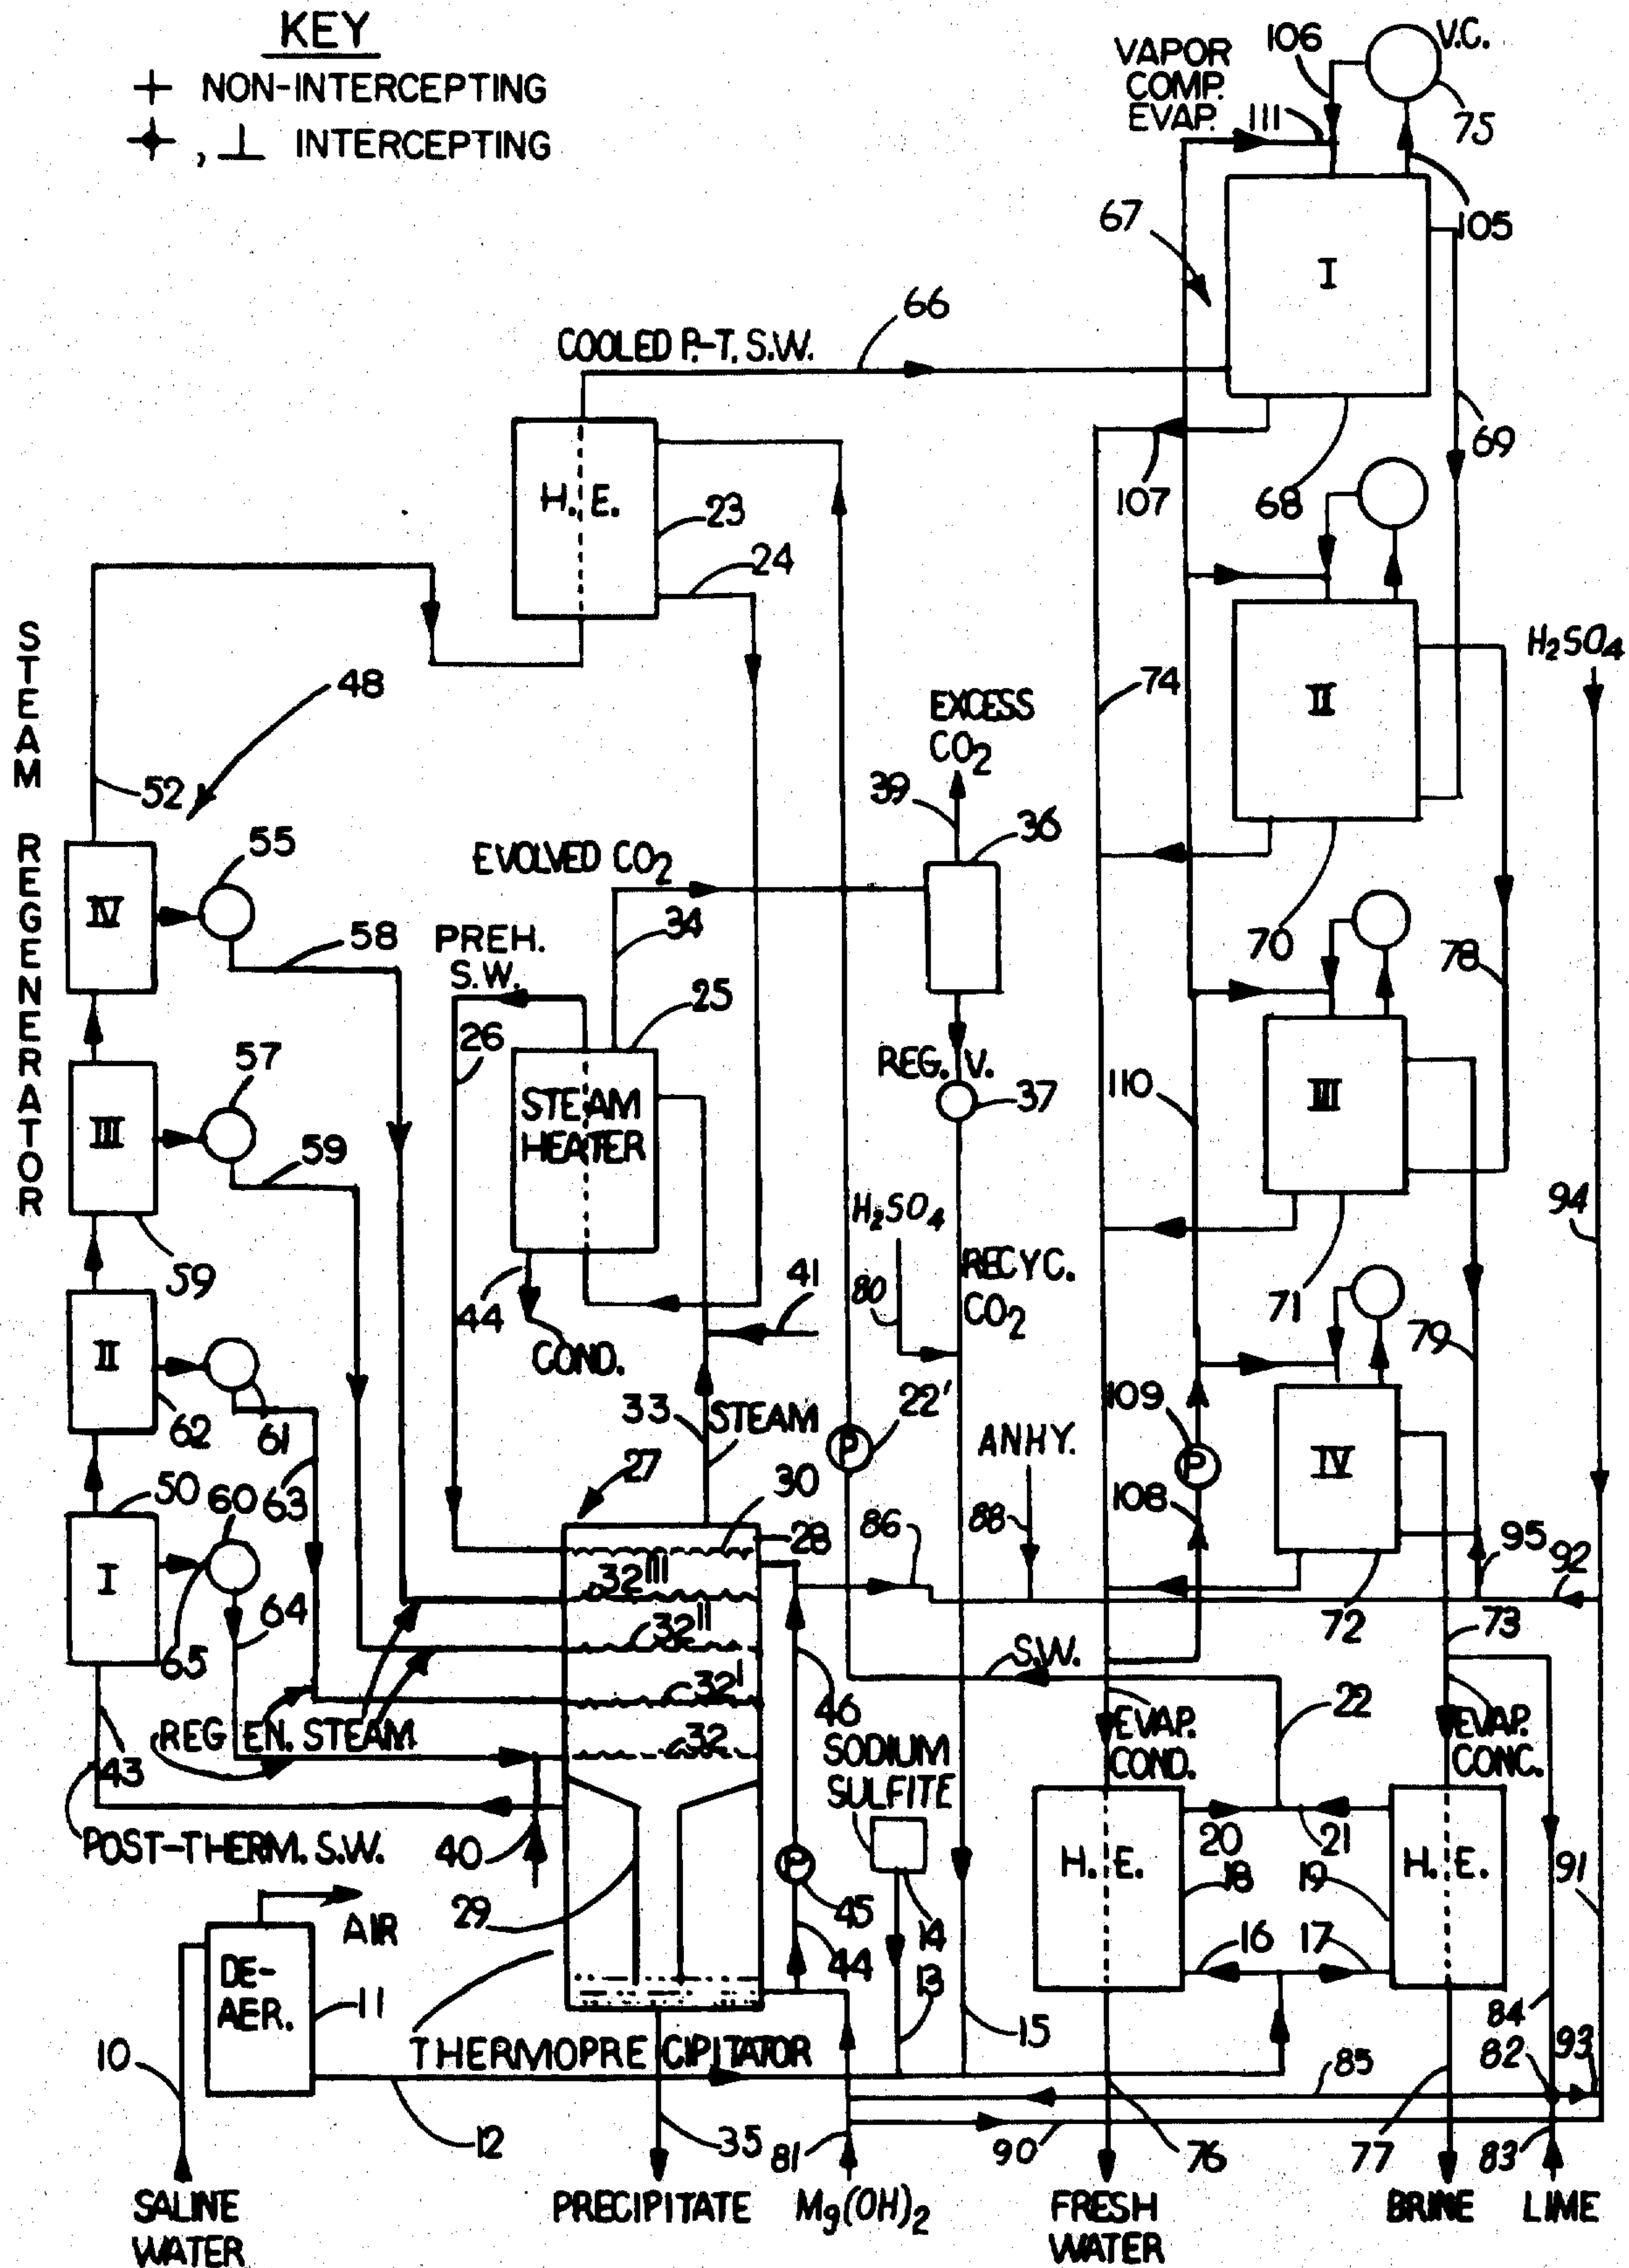 KEY
NON-INTERCEPTING
, ⊥ INTERCEPTING
VAPOR
COMP.
EVAP.
106
V.C.
111
75
105
67
I
66
COOLED P.-T. S.W.
69
107
68
H. E.
23
24
H2SO4
STEAM REGENERATOR
48
74
II
EXCESS
CO2
52
39
36
55
EVOLVED CO2
IV
58
34
70
78
PREH.
S.W.
25
26
57
REG. V.
37
110
III
III
STEAM
HEATER
59
94
H2SO4
RECYC.
CO2
59
44
41
80
71
79
II
COND.
33
STEAM
22'
109
62
61
ANHY.
P
P
IV
27
30
50
60
63
108
28
86
88
95
92
I
32'''
64
32''
72
73
65
S.W.
32'
46
22
REGEN. STEAM
32
SODIUM
SULFITE
EVAP.
COND.
EVAP.
CONC.
43
20
21
POST-THERM. S.W.
40
P
H. E.
18
19
H. E.
91
29
45
14
AIR
44
13
16
17
DE-
AER.
11
15
84
10
THERMOPRECIPITATOR
85
82
93
12
35
81
90
76
77
83
SALINE
WATER
PRECIPITATE
Mg(OH)2
FRESH
WATER
BRINE
LIME